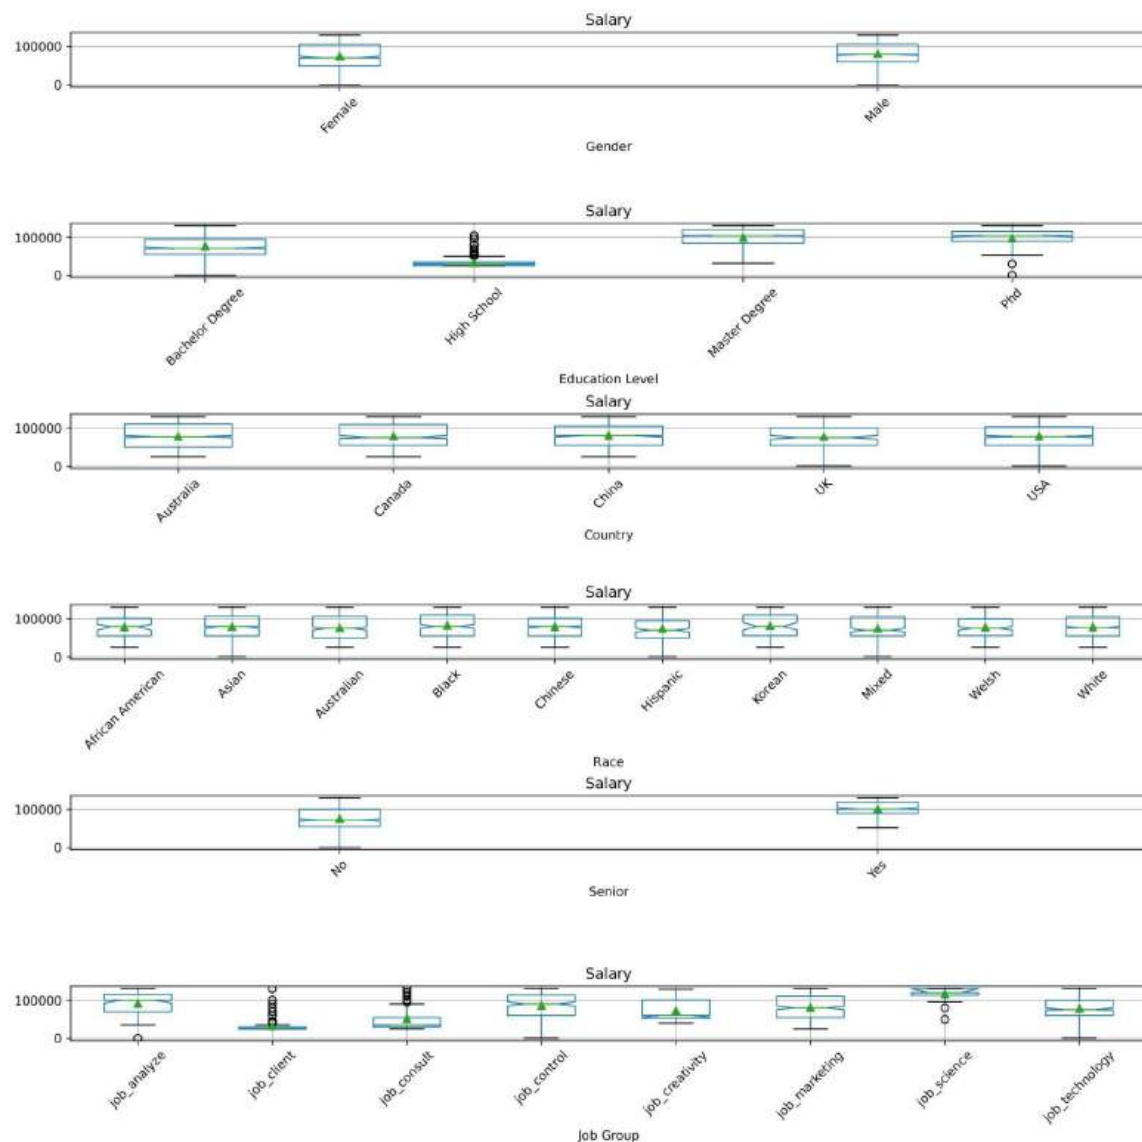 Salary
100000
0
Female Male
Gender
Salary
100000
0
Bachelor Degree High School Master Degree Phd
Education Level
Salary
100000
0
Australia Canada China UK USA
Country
Salary
100000
0
African American Asian Australian Black Chinese Hispanic Korean Mixed Welsh White
Race
Salary
100000
0
No Yes
Senior
Salary
100000
0
job_analyze job_client job_consult job_control job_creativity job_marketing job_science job_technology
Job Group